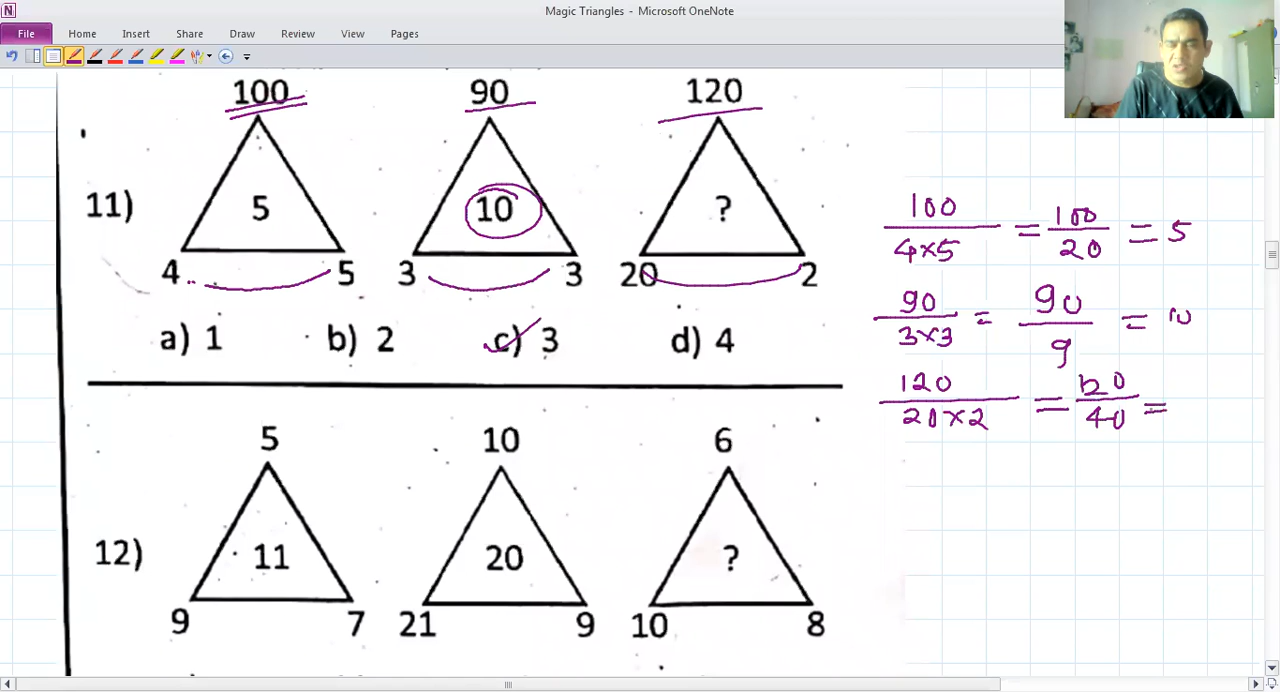 Magic Triangles - Microsoft OneNote
File Home Insert Share Draw Review View Pages
100 90 120
11) 5 10 ?
4 5 3 3 20 2
a) 1 b) 2 c) 3 d) 4
100 / 4×5 = 100 / 20 = 5
90 / 3×3 = 90 / 9 = 10
120 / 20×2 = 120 / 40 =
5 10 6
12) 11 20 ?
9 7 21 9 10 8